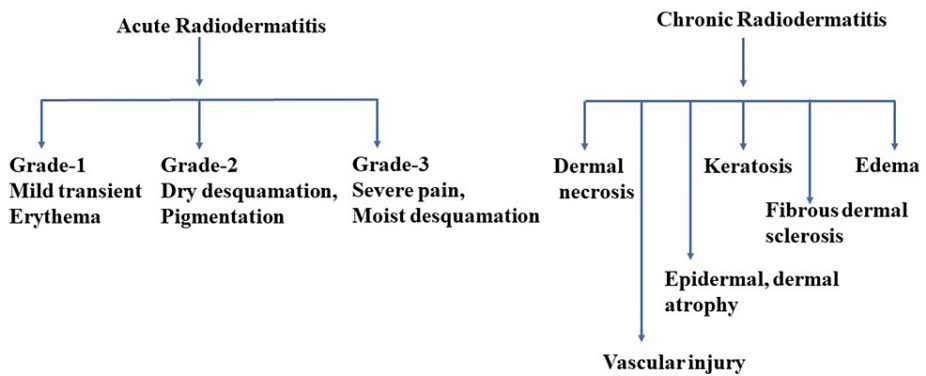 Acute Radiodermatitis
Grade-1
Mild transient
Erythema
Grade-2
Dry desquamation,
Pigmentation
Grade-3
Severe pain,
Moist desquamation
Chronic Radiodermatitis
Dermal
necrosis
Vascular injury
Epidermal, dermal
atrophy
Keratosis
Fibrous dermal
sclerosis
Edema